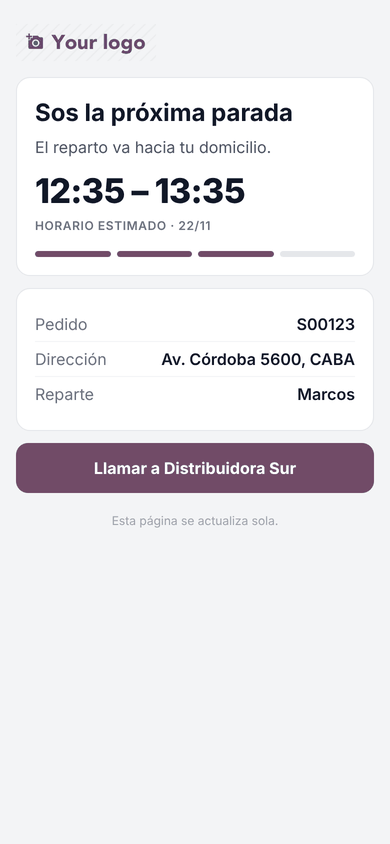 Your logo
Sos la próxima parada
El reparto va hacia tu domicilio.
12:35 – 13:35
HORARIO ESTIMADO · 22/11
Pedido S00123
Dirección Av. Córdoba 5600, CABA
Reparte Marcos
Llamar a Distribuidora Sur
Esta página se actualiza sola.